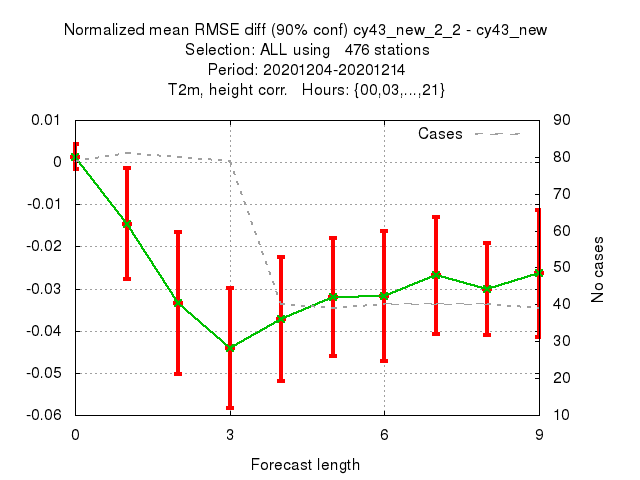 Normalized mean RMSE diff (90% conf) cy43_new_2_2 - cy43_new
Selection: ALL using 476 stations
Period: 20201204-20201214
T2m, height corr. Hours: {00,03,...,21}
Cases
0.01
0
-0.01
-0.02
-0.03
-0.04
-0.05
-0.06
90
80
70
60
50
40
30
20
10
No cases
0 3 6 9
Forecast length